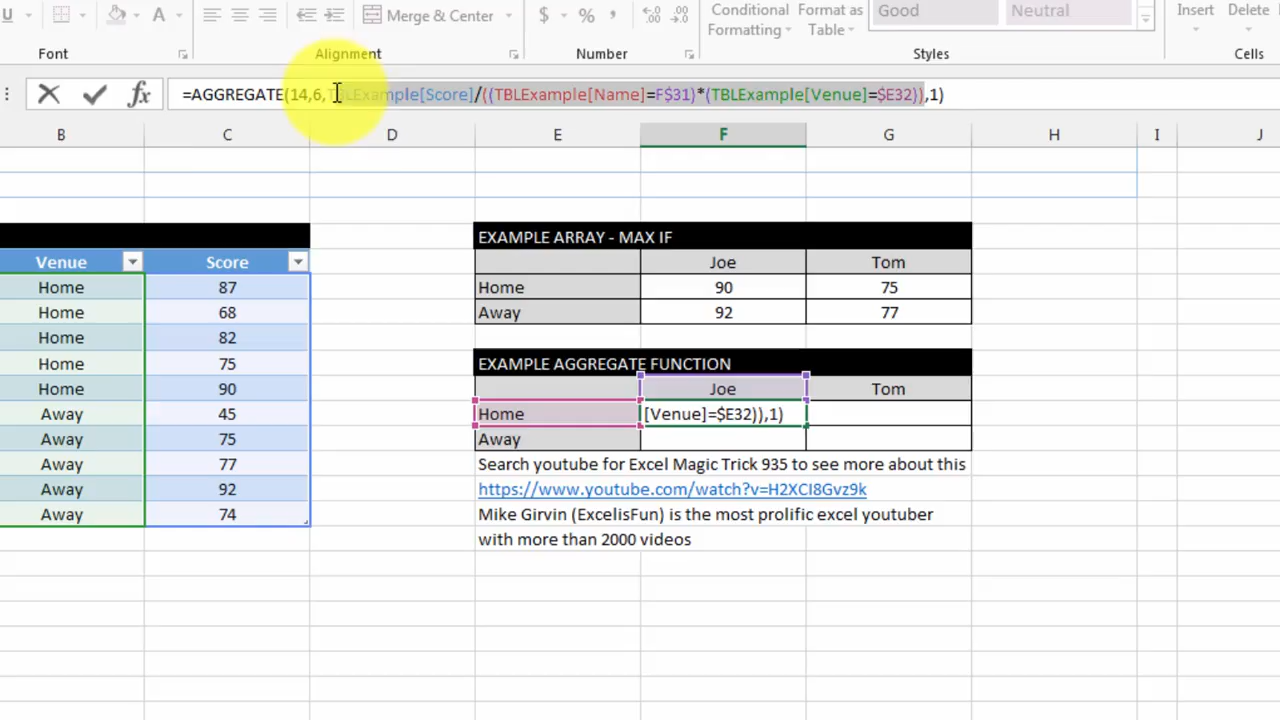 U A Merge & Center $ % Conditional Format as Good Neutral Insert Delete
Formatting Table
Font Alignment Number Styles Cells
fx =AGGREGATE(14,6,TBLExample[Score]/((TBLExample[Name]=F$31)*(TBLExample[Venue]=$E32)),1)
B C D E F G H I J
EXAMPLE ARRAY - MAX IF
Venue Score Joe Tom
Home 87 Home 90 75
Home 68 Away 92 77
Home 82
Home 75 EXAMPLE AGGREGATE FUNCTION
Home 90 Joe Tom
Away 45 Home [Venue]=$E32)),1)
Away 75 Away
Away 77 Search youtube for Excel Magic Trick 935 to see more about this
Away 92 https://www.youtube.com/watch?v=H2XCI8Gvz9k
Away 74 Mike Girvin (ExcelisFun) is the most prolific excel youtuber
with more than 2000 videos